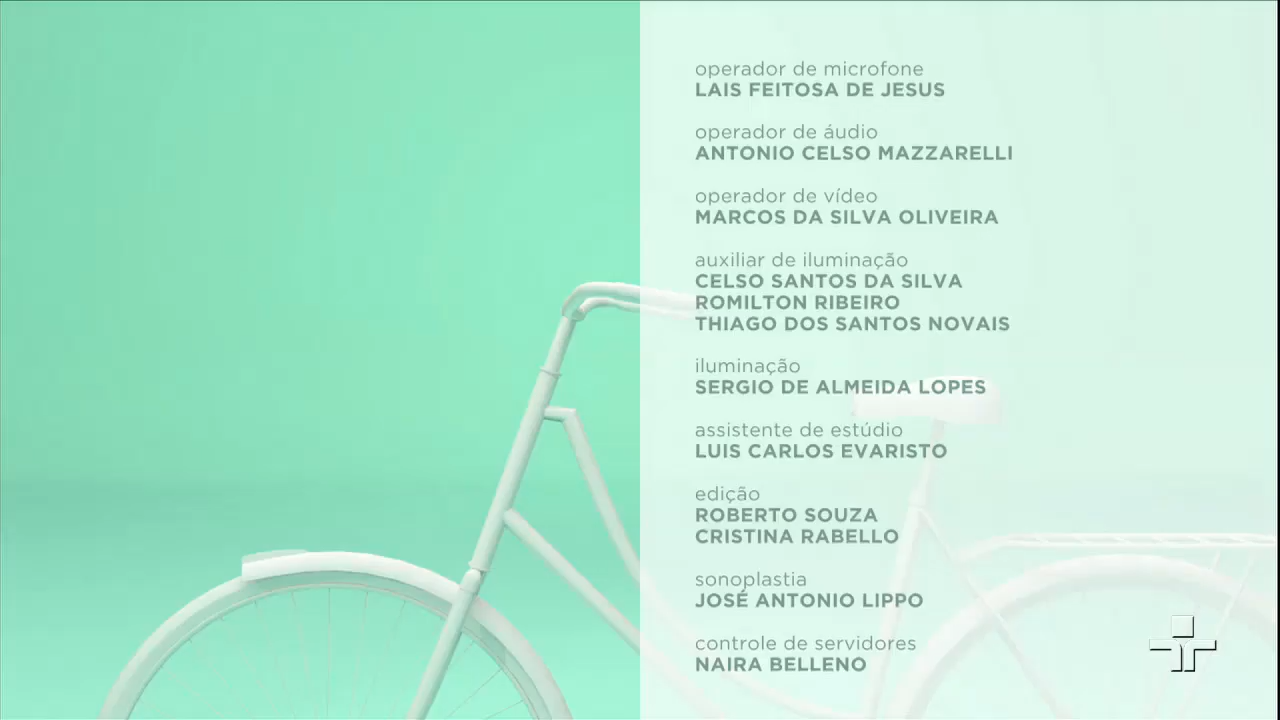 operador de microfone
LAIS FEITOSA DE JESUS
operador de áudio
ANTONIO CELSO MAZZARELLI
operador de vídeo
MARCOS DA SILVA OLIVEIRA
auxiliar de iluminação
CELSO SANTOS DA SILVA
ROMILTON RIBEIRO
THIAGO DOS SANTOS NOVAIS
iluminação
SERGIO DE ALMEIDA LOPES
assistente de estúdio
LUIS CARLOS EVARISTO
edição
ROBERTO SOUZA
CRISTINA RABELLO
sonoplastia
JOSÉ ANTONIO LIPPO
controle de servidores
NAIRA BELLENO